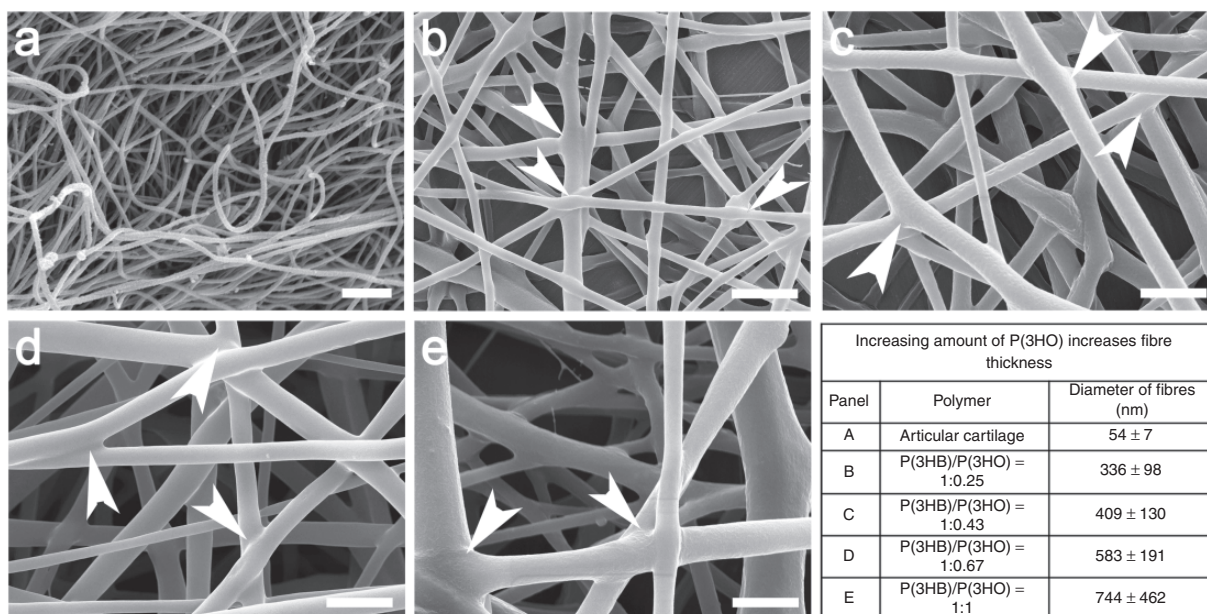 a
b
c
d
e
Increasing amount of P(3HO) increases fibre
thickness
Panel Polymer Diameter of fibres
(nm)
A Articular cartilage 54 ± 7
B P(3HB)/P(3HO) =
1:0.25 336 ± 98
C P(3HB)/P(3HO) =
1:0.43 409 ± 130
D P(3HB)/P(3HO) =
1:0.67 583 ± 191
E P(3HB)/P(3HO) =
1:1 744 ± 462